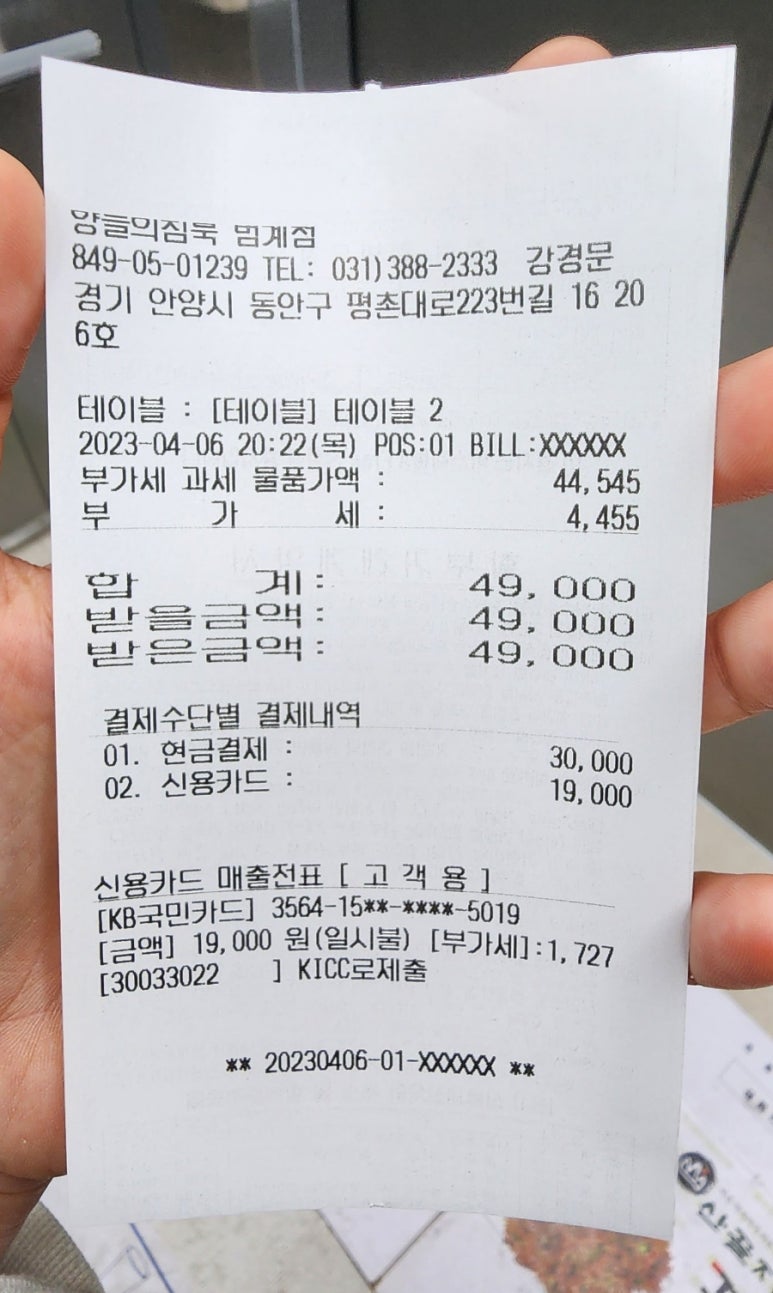 양들의침묵 범계점
849-05-01239 TEL: 031)388-2333 강경문
경기 안양시 동안구 평촌대로223번길 16 20
6호
테이블 : [테이블] 테이블 2
2023-04-06 20:22(목) POS:01 BILL:XXXXXX
부가세 과세 물품가액 : 44,545
부 가 세 : 4,455
합 계 : 49,000
받을금액 : 49,000
받은금액 : 49,000
결제수단별 결제내역
01. 현금결제 : 30,000
02. 신용카드 : 19,000
신용카드 매출전표 [ 고 객 용 ]
[KB국민카드] 3564-15**-****-5019
[금액] 19,000 원(일시불) [부가세]:1,727
[30033022 ] KICC로제출
** 20230406-01-XXXXXX **
산골